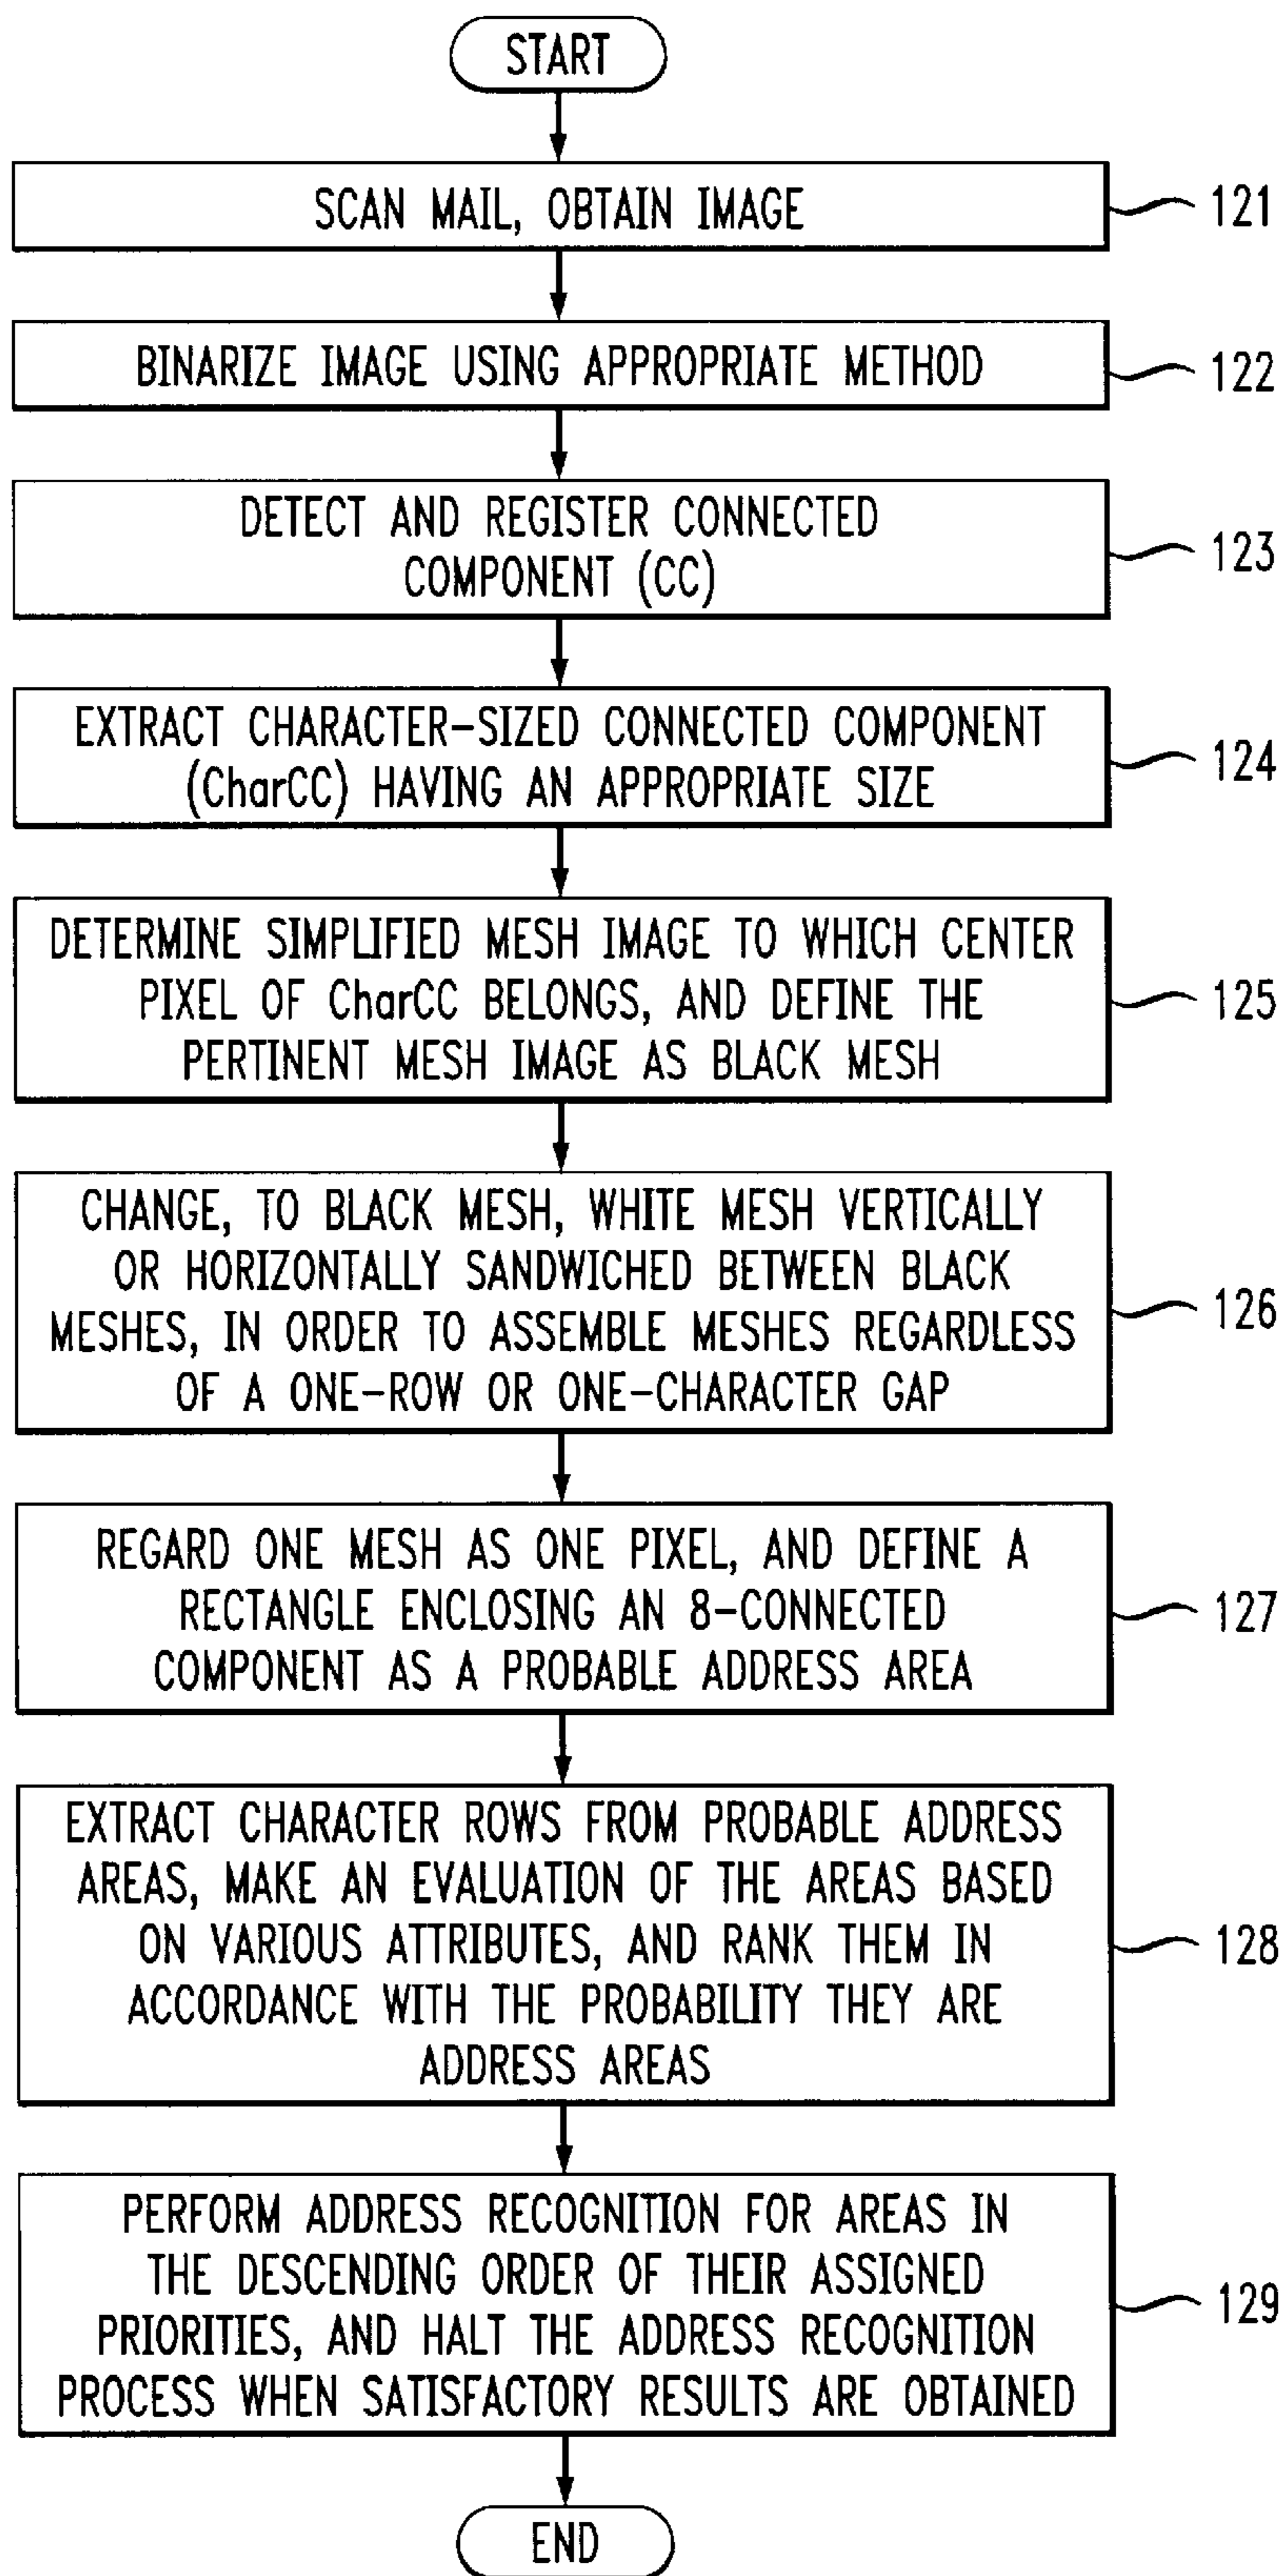 START
SCAN MAIL, OBTAIN IMAGE
121
BINARIZE IMAGE USING APPROPRIATE METHOD
122
DETECT AND REGISTER CONNECTED
COMPONENT (CC)
123
EXTRACT CHARACTER-SIZED CONNECTED COMPONENT
(CharCC) HAVING AN APPROPRIATE SIZE
124
DETERMINE SIMPLIFIED MESH IMAGE TO WHICH CENTER
PIXEL OF CharCC BELONGS, AND DEFINE THE
PERTINENT MESH IMAGE AS BLACK MESH
125
CHANGE, TO BLACK MESH, WHITE MESH VERTICALLY
OR HORIZONTALLY SANDWICHED BETWEEN BLACK
MESHES, IN ORDER TO ASSEMBLE MESHES REGARDLESS
OF A ONE-ROW OR ONE-CHARACTER GAP
126
REGARD ONE MESH AS ONE PIXEL, AND DEFINE A
RECTANGLE ENCLOSING AN 8-CONNECTED
COMPONENT AS A PROBABLE ADDRESS AREA
127
EXTRACT CHARACTER ROWS FROM PROBABLE ADDRESS
AREAS, MAKE AN EVALUATION OF THE AREAS BASED
ON VARIOUS ATTRIBUTES, AND RANK THEM IN
ACCORDANCE WITH THE PROBABILITY THEY ARE
ADDRESS AREAS
128
PERFORM ADDRESS RECOGNITION FOR AREAS IN
THE DESCENDING ORDER OF THEIR ASSIGNED
PRIORITIES, AND HALT THE ADDRESS RECOGNITION
PROCESS WHEN SATISFACTORY RESULTS ARE OBTAINED
129
END